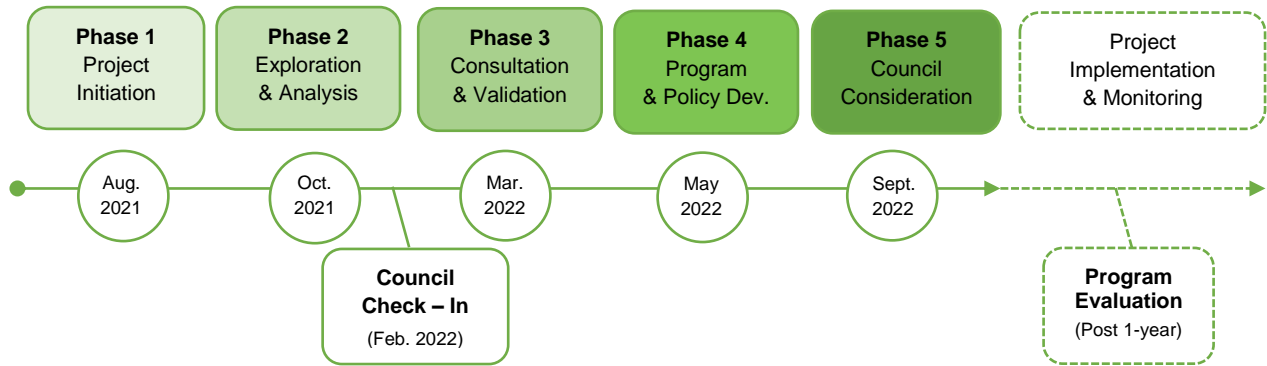 Phase 1
Project
Initiation
Phase 2
Exploration
& Analysis
Phase 3
Consultation
& Validation
Phase 4
Program
& Policy Dev.
Phase 5
Council
Consideration
Project
Implementation
& Monitoring
Aug.
2021
Oct.
2021
Mar.
2022
May
2022
Sept.
2022
Council
Check – In
(Feb. 2022)
Program
Evaluation
(Post 1-year)